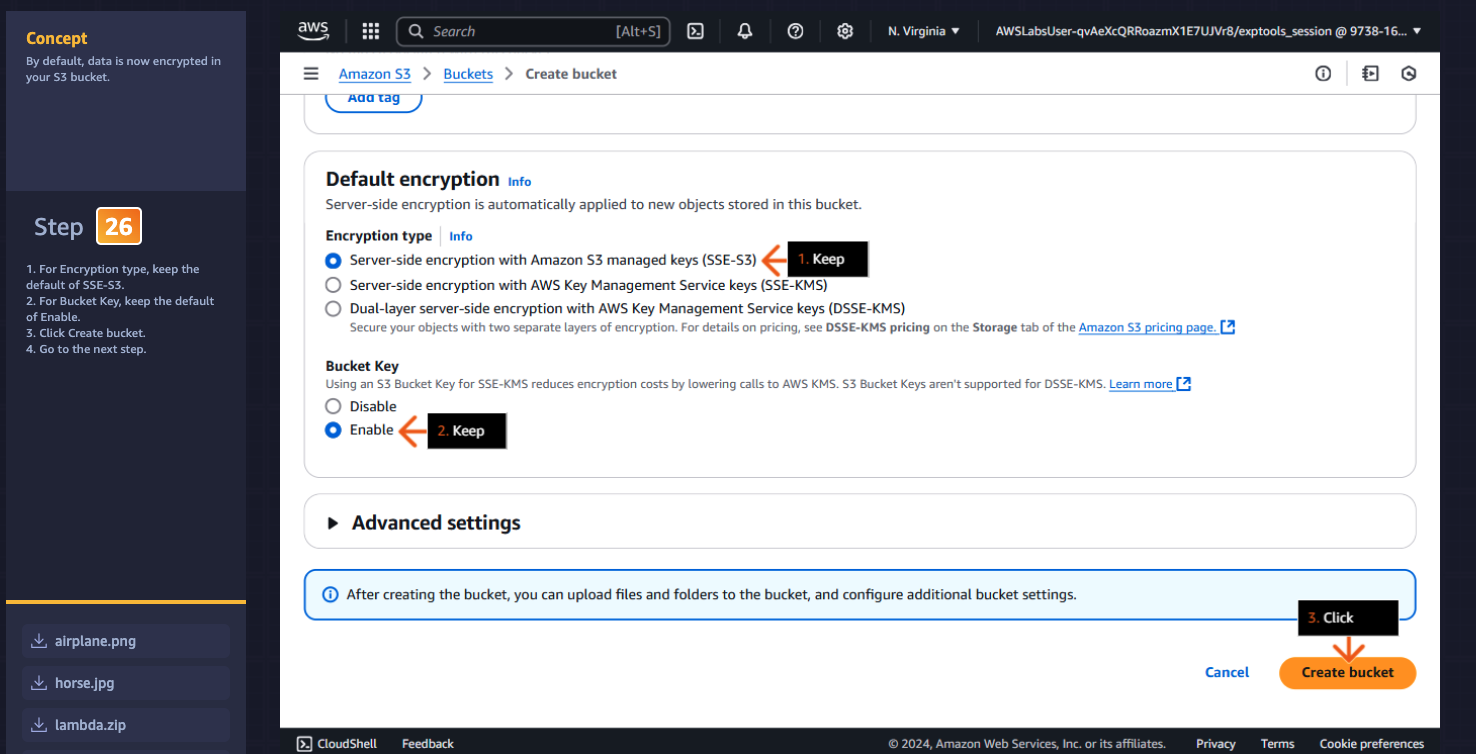 Concept
By default, data is now encrypted in
your S3 bucket.
Step 26
1. For Encryption type, keep the
default of SSE-S3.
2. For Bucket Key, keep the default
of Enable.
3. Click Create bucket.
4. Go to the next step.
airplane.png
horse.jpg
lambda.zip
aws
Search [Alt+S]
N. Virginia
AWSLabsUser-qvAeXcQRRoazmX1E7UJVr8/exptools_session @ 9738-16...
Amazon S3 > Buckets > Create bucket
Add tag
Default encryption Info
Server-side encryption is automatically applied to new objects stored in this bucket.
Encryption type Info
Server-side encryption with Amazon S3 managed keys (SSE-S3)
1. Keep
Server-side encryption with AWS Key Management Service keys (SSE-KMS)
Dual-layer server-side encryption with AWS Key Management Service keys (DSSE-KMS)
Secure your objects with two separate layers of encryption. For details on pricing, see DSSE-KMS pricing on the Storage tab of the Amazon S3 pricing page.
Bucket Key
Using an S3 Bucket Key for SSE-KMS reduces encryption costs by lowering calls to AWS KMS. S3 Bucket Keys aren't supported for DSSE-KMS. Learn more
Disable
Enable
2. Keep
Advanced settings
After creating the bucket, you can upload files and folders to the bucket, and configure additional bucket settings.
3. Click
Cancel
Create bucket
CloudShell Feedback
© 2024, Amazon Web Services, Inc. or its affiliates. Privacy Terms Cookie preferences